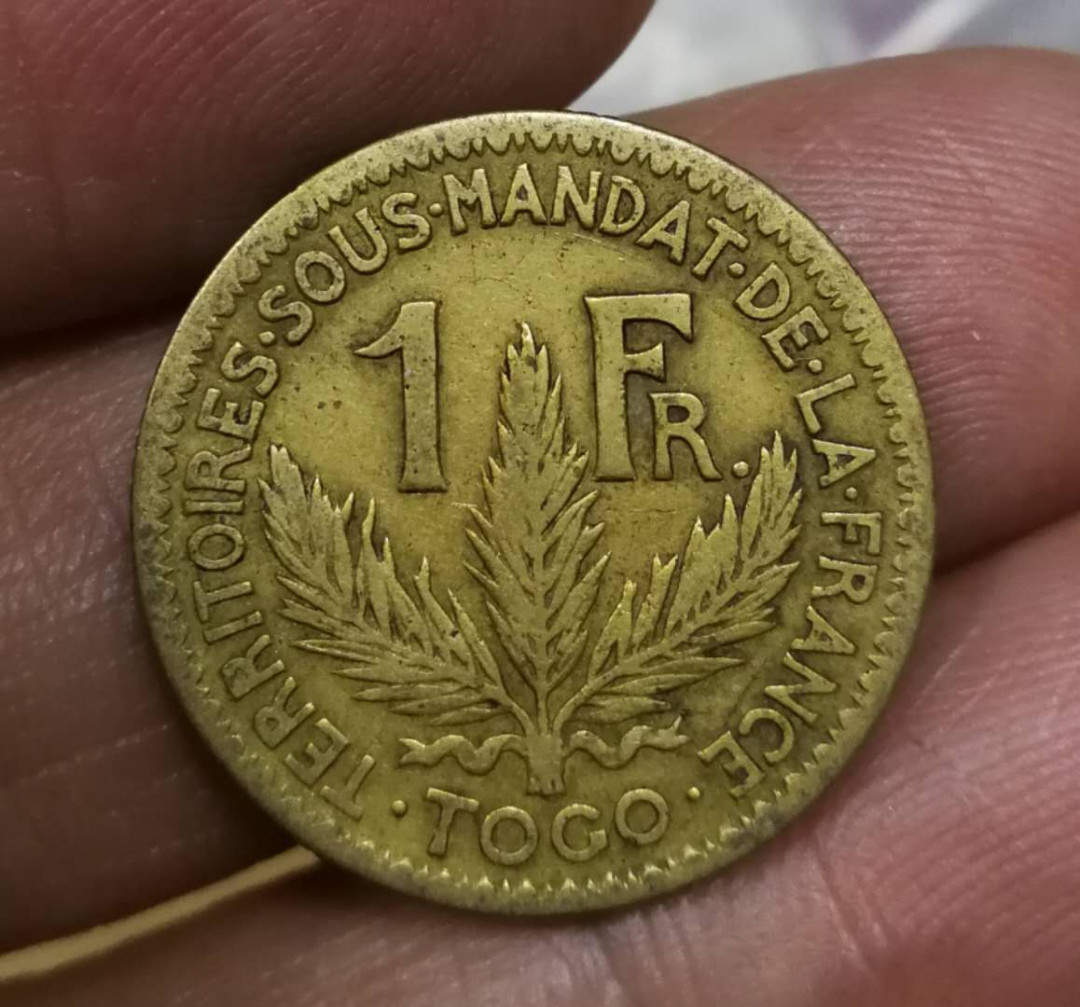 TERRITOIRES·SOUS·MANDAT·DE·LA·FRANCE
1 FR.
·TOGO·